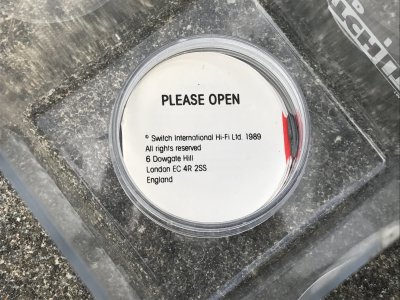 PLEASE OPEN
© Switch International Hi-Fi Ltd. 1989
All rights reserved
6 Dowgate Hill
London EC 4R 2SS
England